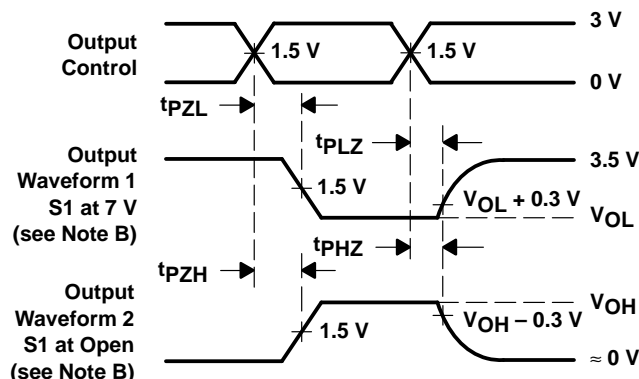 Output
Control
1.5 V
1.5 V
3 V
0 V
tPZL
tPLZ
Output
Waveform 1
S1 at 7 V
(see Note B)
1.5 V
3.5 V
VOL + 0.3 V
VOL
tPZH
tPHZ
Output
Waveform 2
S1 at Open
(see Note B)
1.5 V
VOH
VOH – 0.3 V
≈ 0 V